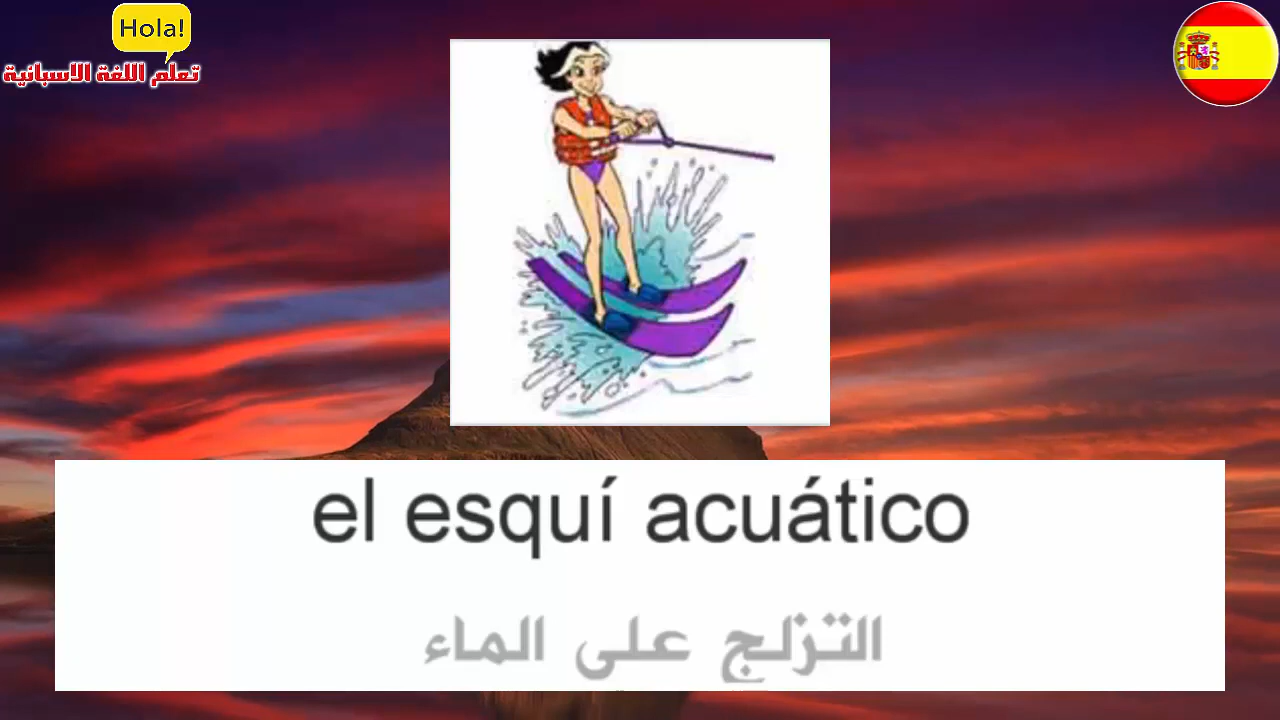 Hola!
تعلم اللغة الاسبانية
el esquí acuático
التزلج على الماء